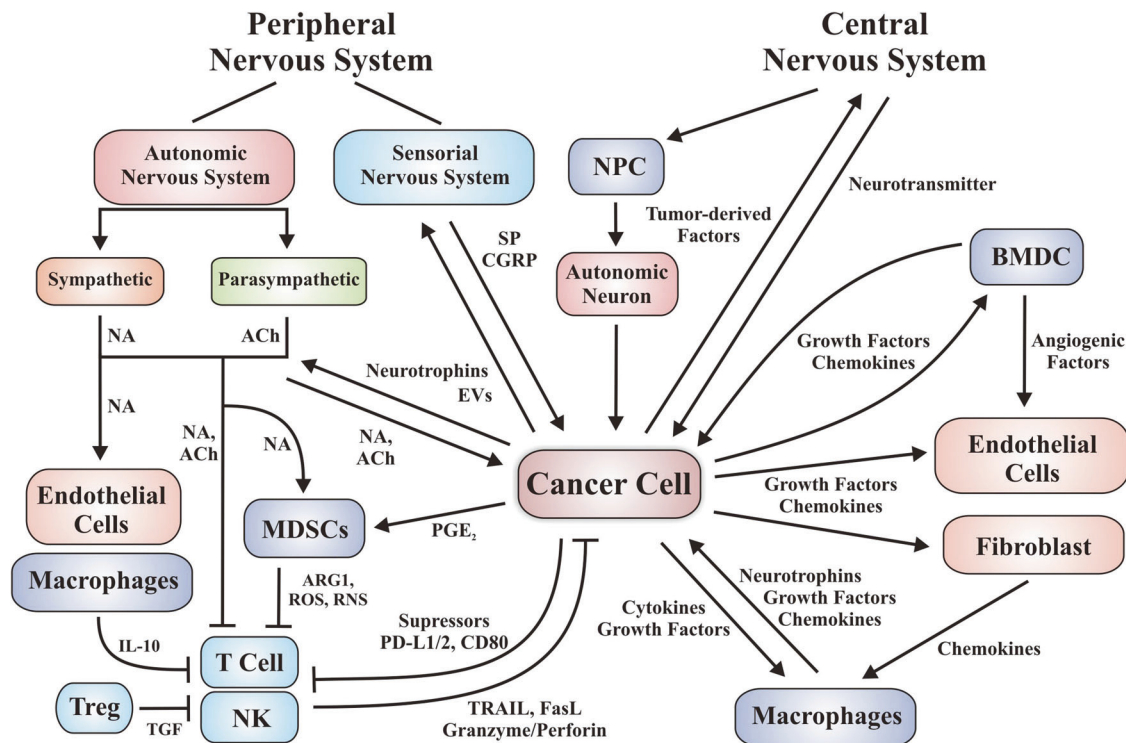 Peripheral
Nervous System
Central
Nervous System
Autonomic
Nervous System
Sensorial
Nervous System
NPC
Neurotransmitter
Tumor-derived
Factors
SP
CGRP
BMDC
Sympathetic
Parasympathetic
Autonomic
Neuron
NA
ACh
Growth Factors
Chemokines
Angiogenic
Factors
Neurotrophins
EVs
NA
NA,
ACh
NA
NA,
ACh
Cancer Cell
Endothelial
Cells
Endothelial
Cells
Growth Factors
Chemokines
MDSCs
PGE₂
Fibroblast
Macrophages
ARG1,
ROS, RNS
Supressors
PD-L1/2, CD80
Cytokines
Growth Factors
Neurotrophins
Growth Factors
Chemokines
Chemokines
IL-10
T Cell
Treg
TGF
NK
TRAIL, FasL
Granzyme/Perforin
Macrophages